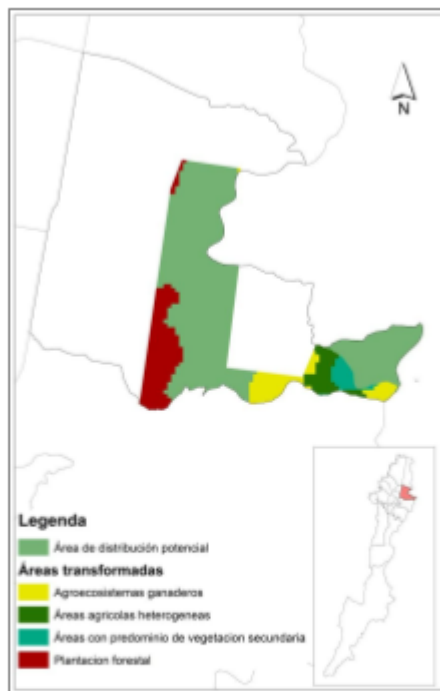 N
Legenda
Área de distribución potencial
Áreas transformadas
Agroecosistemas ganaderos
Áreas agrícolas heterogeneas
Áreas con predominio de vegetacion secundaria
Plantacion forestal